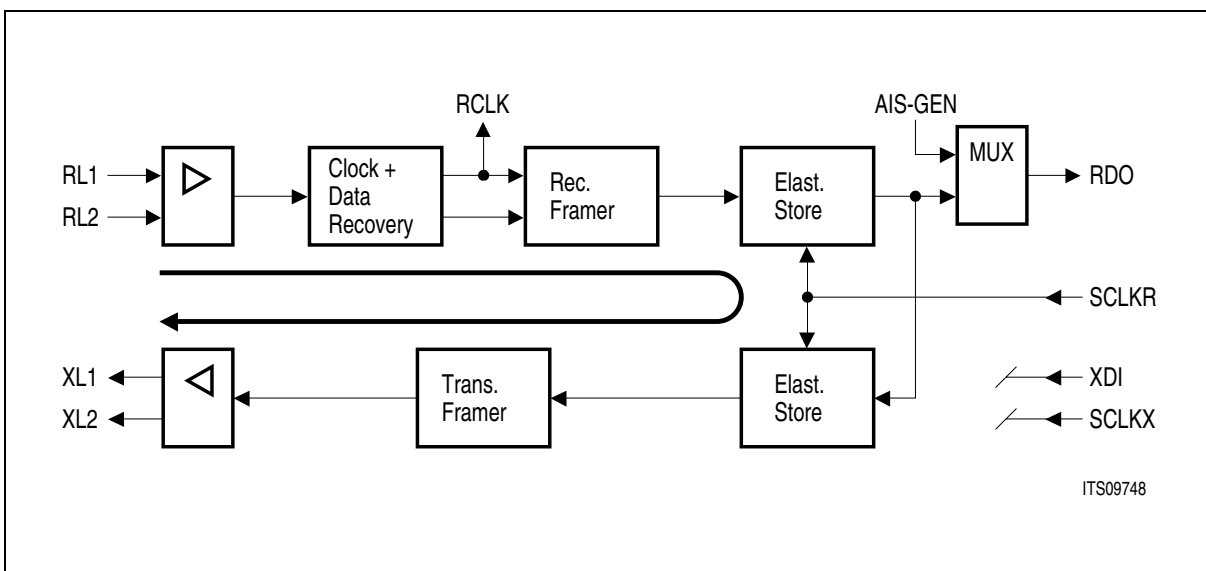 RCLK
AIS-GEN
RL1
RL2
Clock +
Data
Recovery
Rec.
Framer
Elast.
Store
MUX
RDO
SCLKR
XL1
XL2
Trans.
Framer
Elast.
Store
XDI
SCLKX
ITS09748